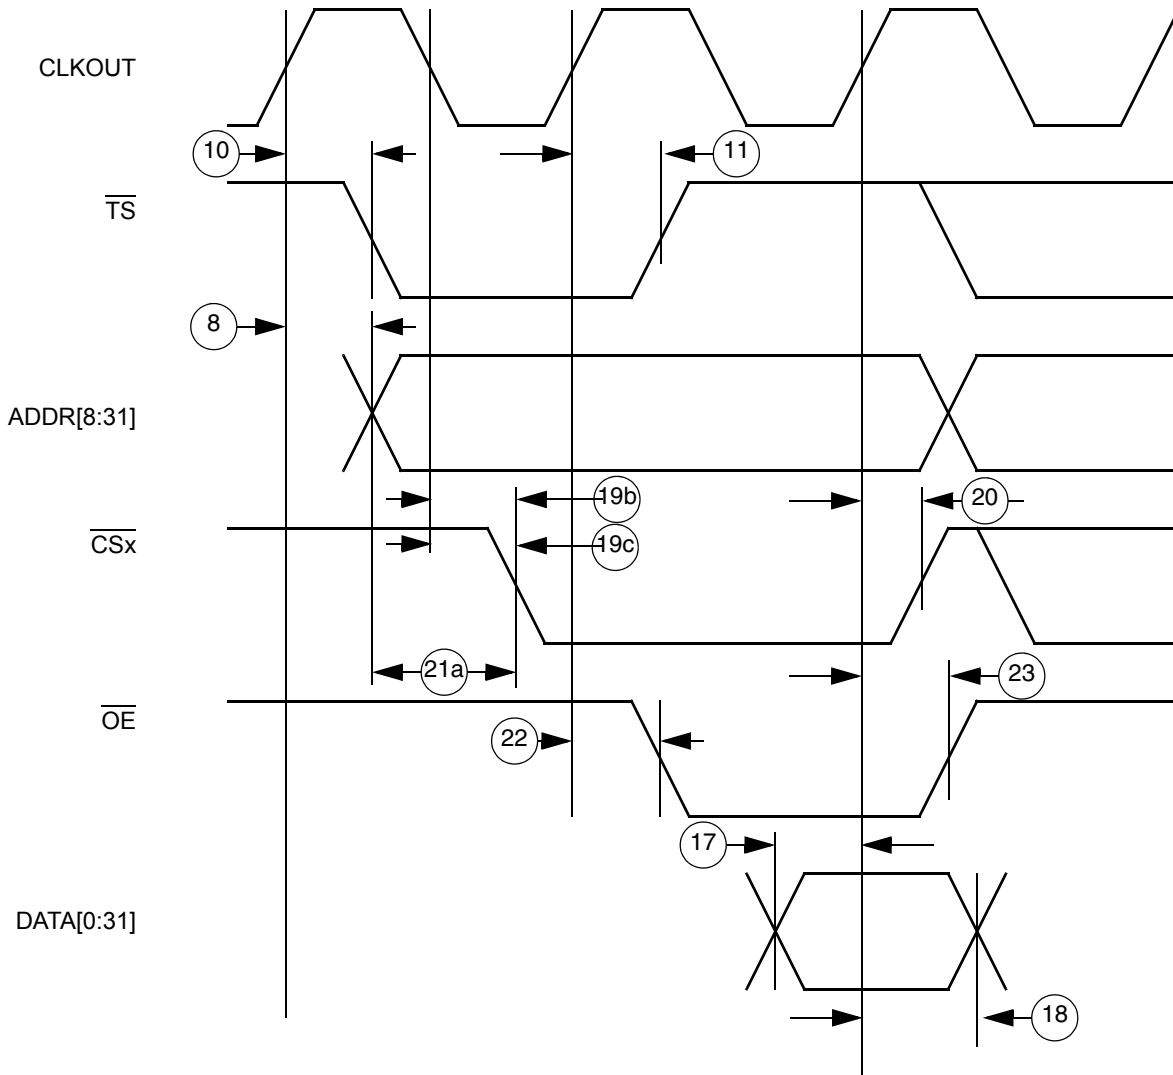 CLKOUT
10
11
TS
8
ADDR[8:31]
19b
20
CSx
19c
21a
23
OE
22
17
DATA[0:31]
18